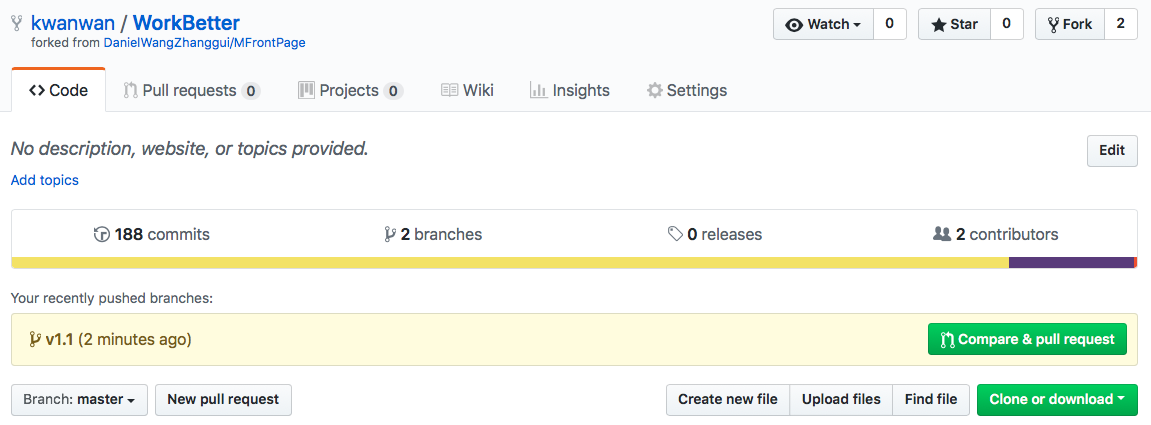 kwanwan / WorkBetter Watch 0 Star 0 Fork 2
forked from DanielWangZhanggui/MFrontPage
Code Pull requests 0 Projects 0 Wiki Insights Settings
No description, website, or topics provided. Edit
Add topics
188 commits 2 branches 0 releases 2 contributors
Your recently pushed branches:
v1.1 (2 minutes ago) Compare & pull request
Branch: master New pull request Create new file Upload files Find file Clone or download